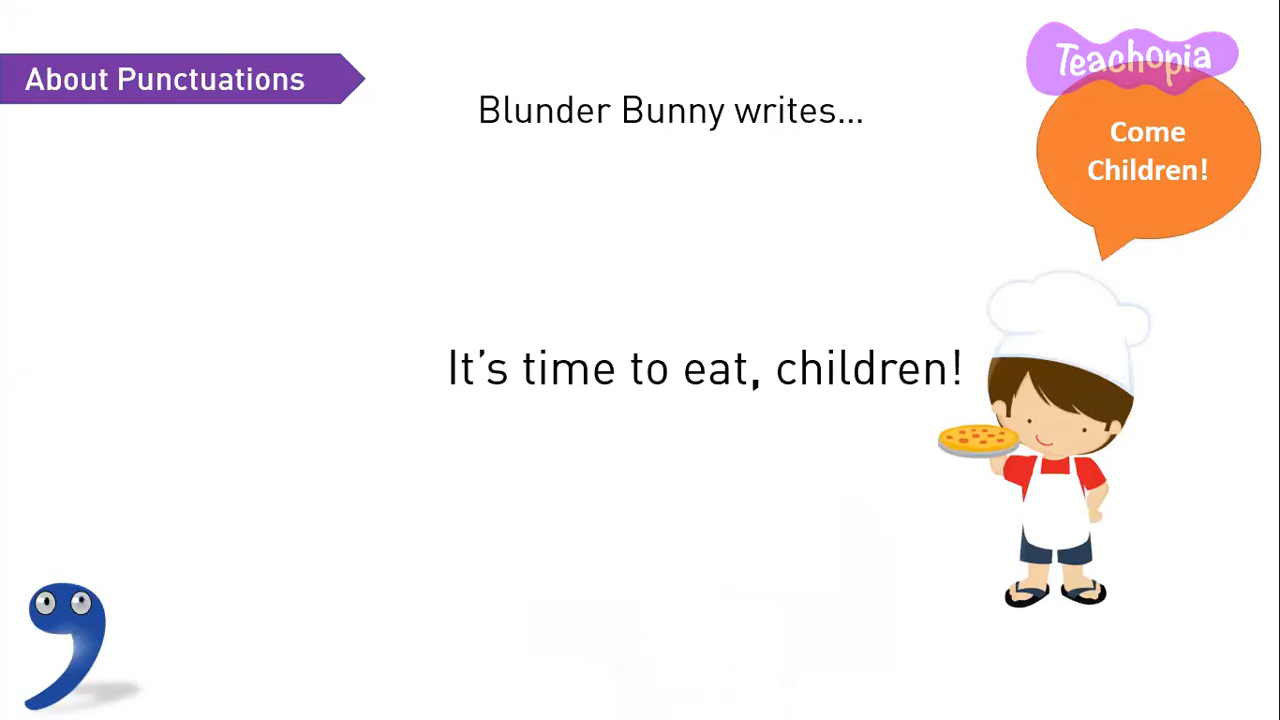 About Punctuations
Teachopia
Blunder Bunny writes...
Come
Children!
It’s time to eat, children!